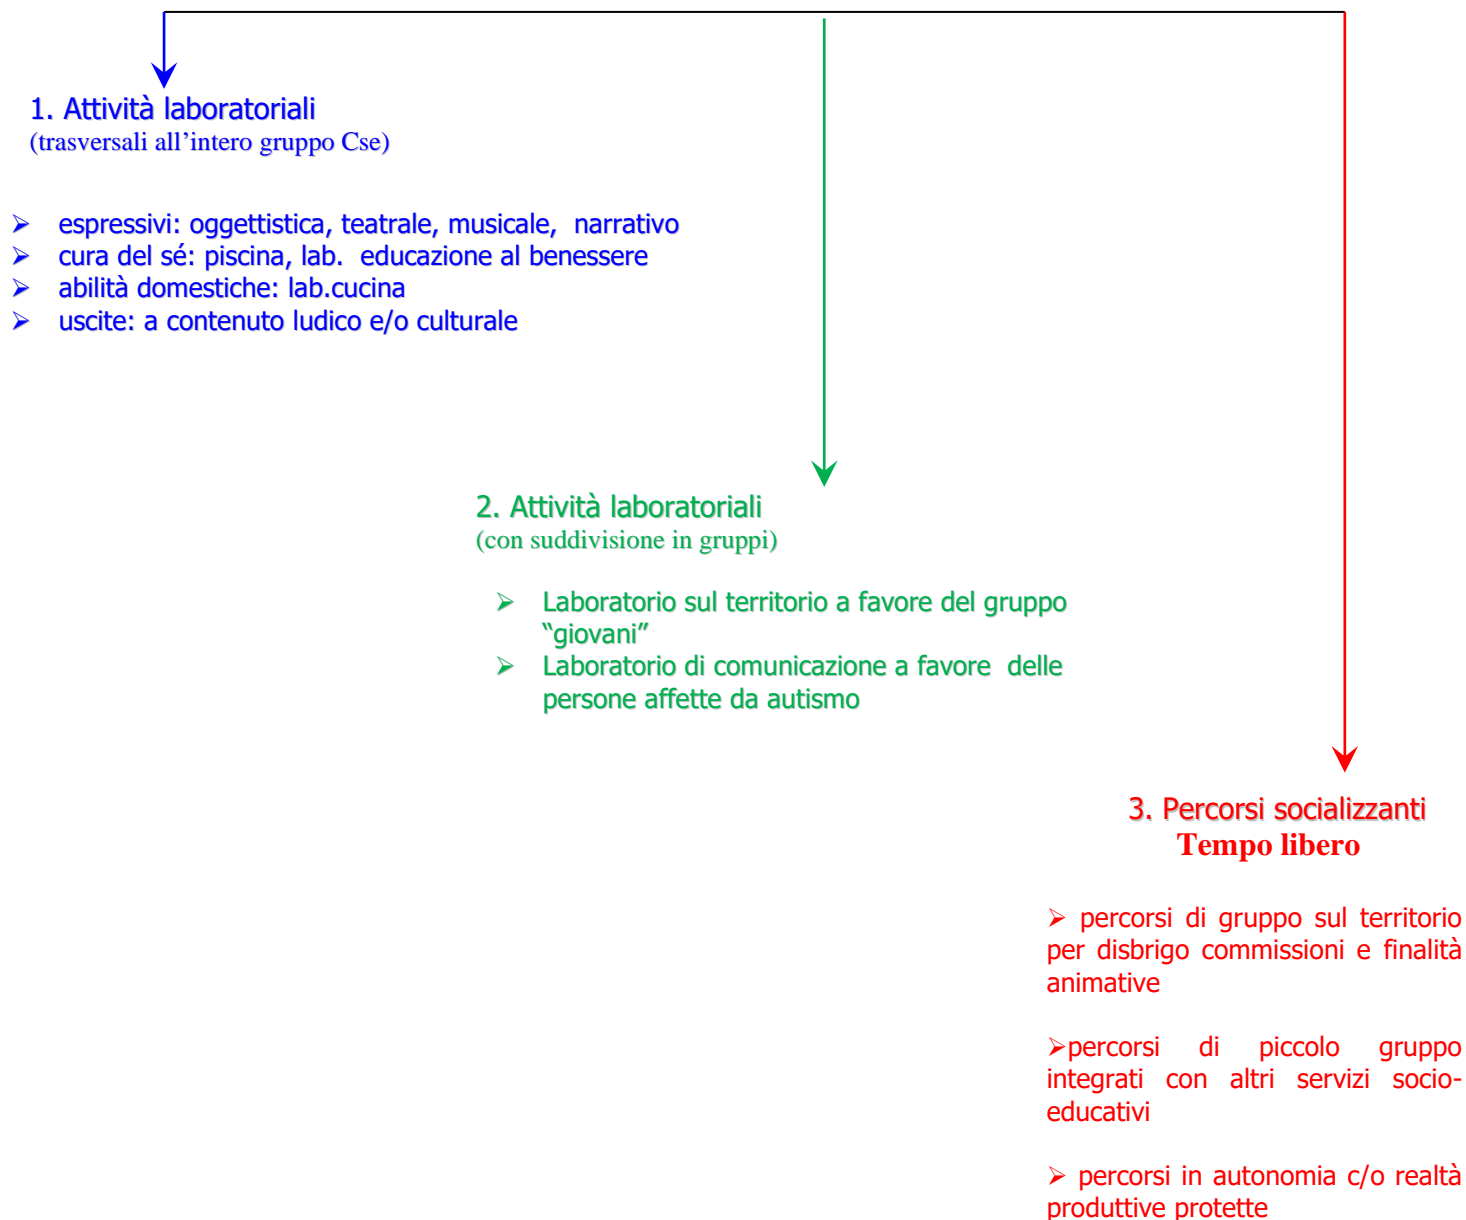 1. Attività laboratoriali
(trasversali all’intero gruppo Cse)
➢ espressivi: oggettistica, teatrale, musicale, narrativo
➢ cura del sé: piscina, lab. educazione al benessere
➢ abilità domestiche: lab.cucina
➢ uscite: a contenuto ludico e/o culturale
2. Attività laboratoriali
(con suddivisione in gruppi)
➢ Laboratorio sul territorio a favore del gruppo
“giovani”
➢ Laboratorio di comunicazione a favore delle
persone affette da autismo
3. Percorsi socializzanti
Tempo libero
➢ percorsi di gruppo sul territorio
per disbrigo commissioni e finalità
animative
➢percorsi di piccolo gruppo
integrati con altri servizi socio-
educativi
➢ percorsi in autonomia c/o realtà
produttive protette